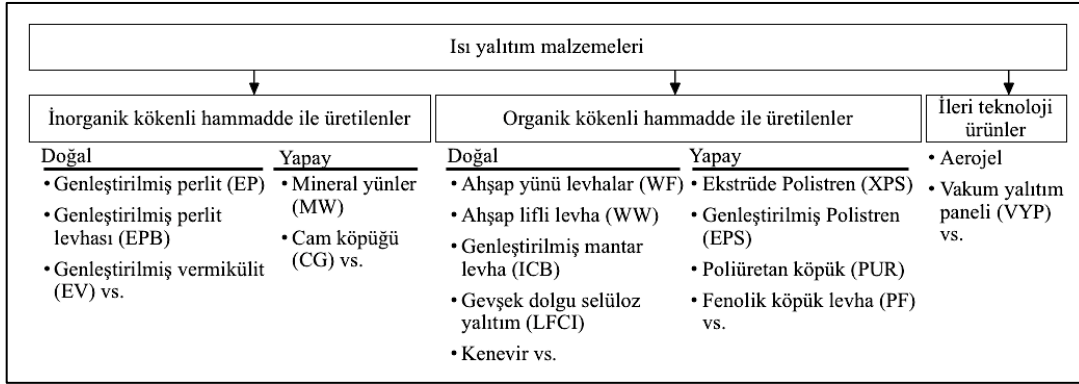 Isı yalıtım malzemeleri
İnorganik kökenli hammadde ile üretilenler
Doğal
• Genleştirilmiş perlit (EP)
• Genleştirilmiş perlit
levhası (EPB)
• Genleştirilmiş vermikülit
(EV) vs.
Yapay
• Mineral yünler
(MW)
• Cam köpüğü
(CG) vs.
Organik kökenli hammadde ile üretilenler
Doğal
• Ahşap yünü levhalar (WF)
• Ahşap lifli levha (WW)
• Genleştirilmiş mantar
levha (ICB)
• Gevşek dolgu selüloz
yalıtım (LFCI)
• Kenevir vs.
Yapay
• Ekstrüde Polistren (XPS)
• Genleştirilmiş Polistren
(EPS)
• Poliüretan köpük (PUR)
• Fenolik köpük levha (PF)
vs.
İleri teknoloji
ürünler
• Aerojel
• Vakum yalıtım
paneli (VYP)
vs.